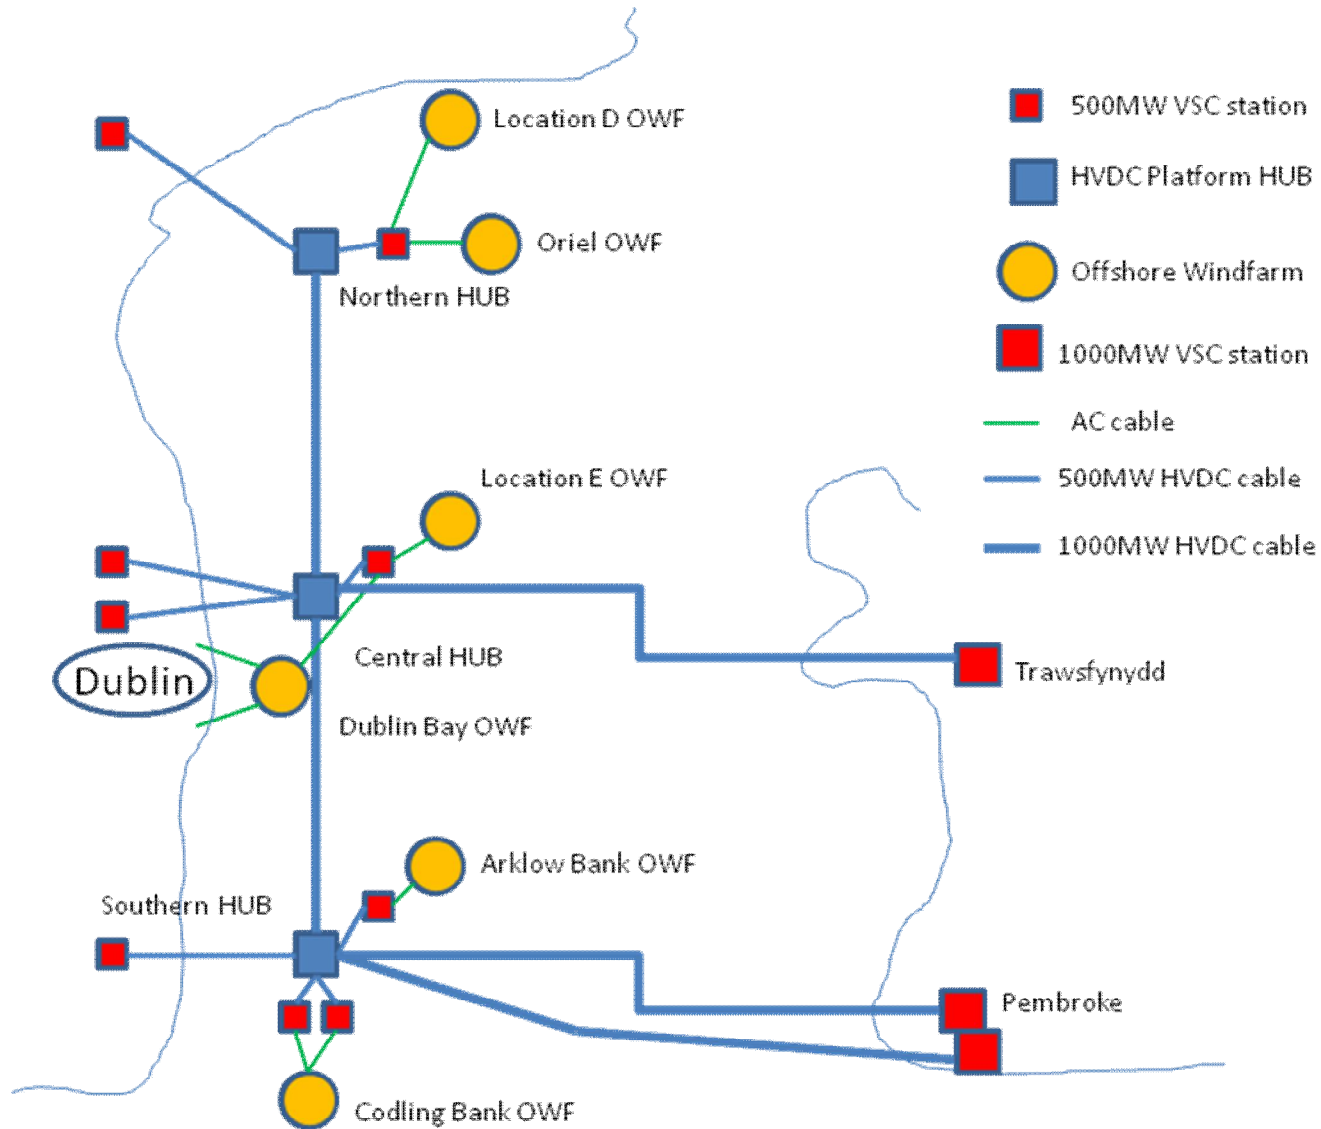 Location D OWF
500MW VSC station
HVDC Platform HUB
Oriel OWF
Offshore Windfarm
Northern HUB
1000MW VSC station
AC cable
Location E OWF
500MW HVDC cable
1000MW HVDC cable
Central HUB
Trawsfynydd
Dublin
Dublin Bay OWF
Arklow Bank OWF
Southern HUB
Pembroke
Codling Bank OWF